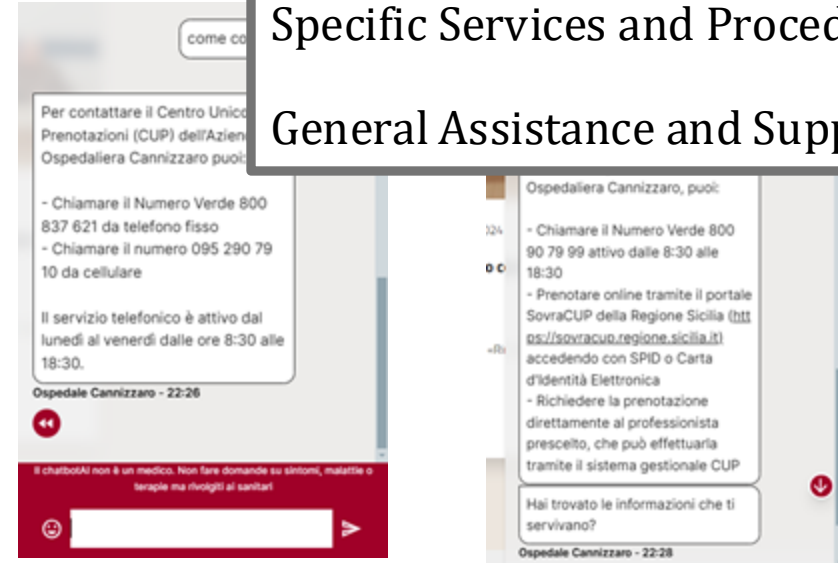 Specific Services and Proced
General Assistance and Supp
come co
Per contattare il Centro Unico
Prenotazioni (CUP) dell'Azien
Ospedaliera Cannizzaro puoi:
- Chiamare il Numero Verde 800
837 621 da telefono fisso
- Chiamare il numero 095 290 79
10 da cellulare
Il servizio telefonico è attivo dal
lunedì al venerdì dalle ore 8:30 alle
18:30.
Ospedale Cannizzaro - 22:26
Il chatbotAI non è un medico. Non fare domande su sintomi, malattie o
terapie ma rivolgiti ai sanitari
Ospedaliera Cannizzaro, puoi:
- Chiamare il Numero Verde 800
90 79 99 attivo dalle 8:30 alle
18:30
- Prenotare online tramite il portale
SovraCUP della Regione Sicilia (htt
ps://sovracup.regione.sicilia.it)
accedendo con SPID o Carta
d'Identità Elettronica
- Richiedere la prenotazione
direttamente al professionista
prescelto, che può effettuarla
tramite il sistema gestionale CUP
Hai trovato le informazioni che ti
servivano?
Ospedale Cannizzaro - 22:28